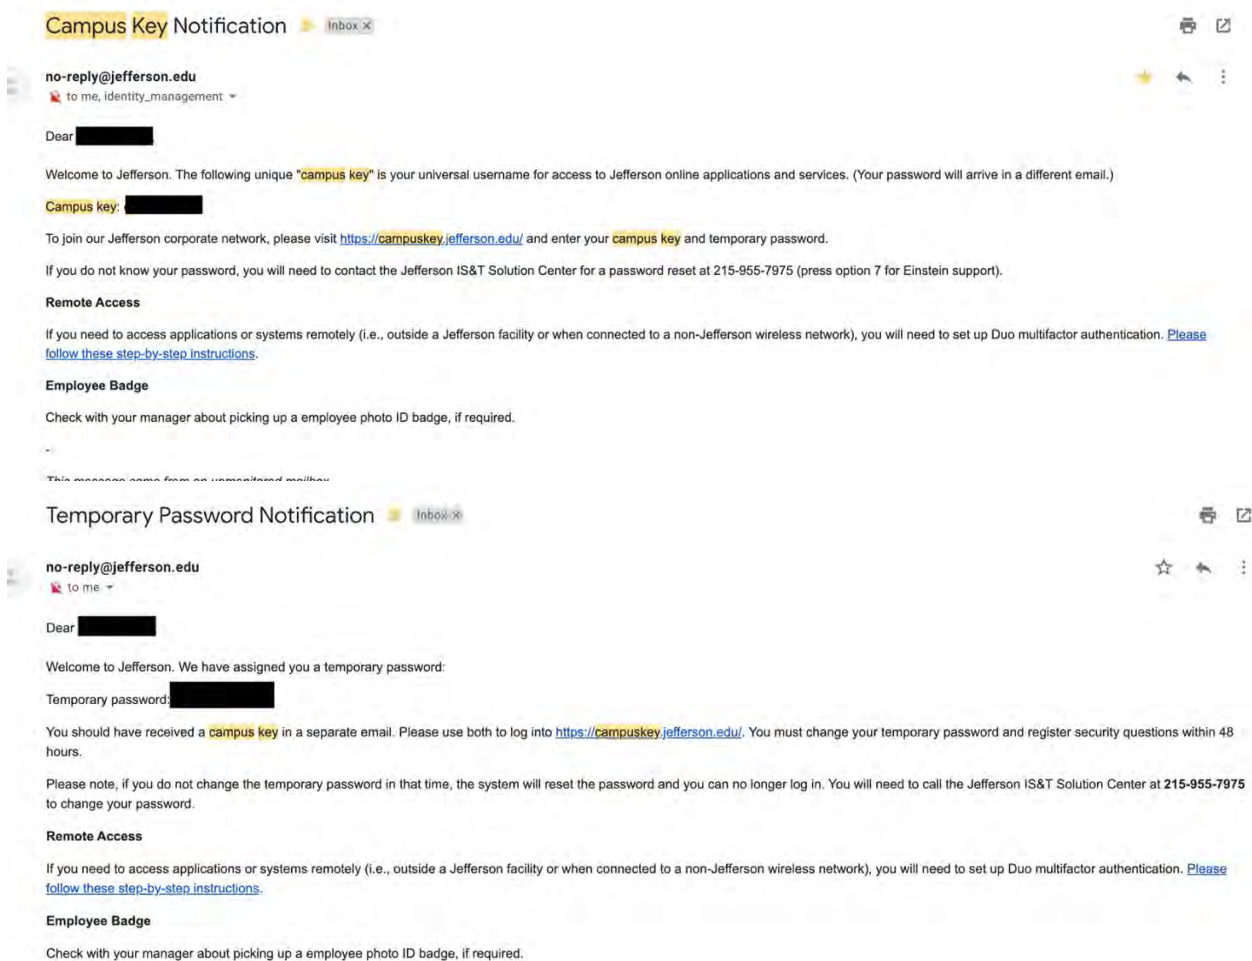 Campus Key Notification Inbox ×
no-reply@jefferson.edu
to me, identity_management
Dear
Welcome to Jefferson. The following unique "campus key" is your universal username for access to Jefferson online applications and services. (Your password will arrive in a different email.)
Campus key:
To join our Jefferson corporate network, please visit https://campuskey.jefferson.edu/ and enter your campus key and temporary password.
If you do not know your password, you will need to contact the Jefferson IS&T Solution Center for a password reset at 215-955-7975 (press option 7 for Einstein support).
Remote Access
If you need to access applications or systems remotely (i.e., outside a Jefferson facility or when connected to a non-Jefferson wireless network), you will need to set up Duo multifactor authentication. Please
follow these step-by-step instructions.
Employee Badge
Check with your manager about picking up a employee photo ID badge, if required.
-
This message came from an unmonitored mailbox
Temporary Password Notification Inbox ×
no-reply@jefferson.edu
to me
Dear
Welcome to Jefferson. We have assigned you a temporary password:
Temporary password:
You should have received a campus key in a separate email. Please use both to log into https://campuskey.jefferson.edu/. You must change your temporary password and register security questions within 48
hours.
Please note, if you do not change the temporary password in that time, the system will reset the password and you can no longer log in. You will need to call the Jefferson IS&T Solution Center at 215-955-7975
to change your password.
Remote Access
If you need to access applications or systems remotely (i.e., outside a Jefferson facility or when connected to a non-Jefferson wireless network), you will need to set up Duo multifactor authentication. Please
follow these step-by-step instructions.
Employee Badge
Check with your manager about picking up a employee photo ID badge, if required.